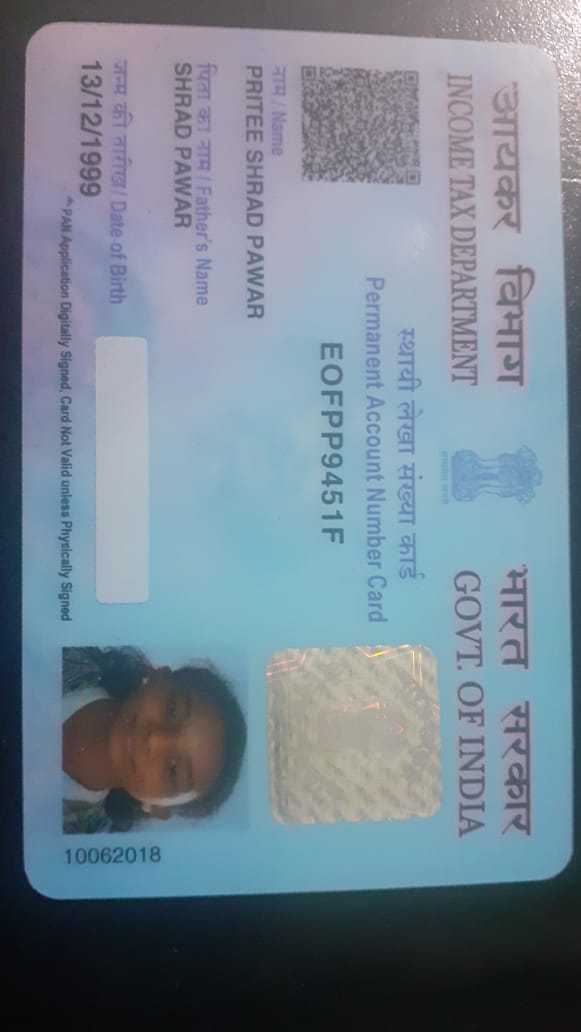 आयकर विभाग
INCOME TAX DEPARTMENT
भारत सरकार
GOVT. OF INDIA
स्थायी लेखा संख्या कार्ड
Permanent Account Number Card
EOFPP9451F
नाम / Name
PRITEE SHRAD PAWAR
पिता का नाम / Father's Name
SHRAD PAWAR
जन्म की तारीख / Date of Birth
13/12/1999
PAN Application Digitally Signed, Card Not Valid unless Physically Signed
10062018